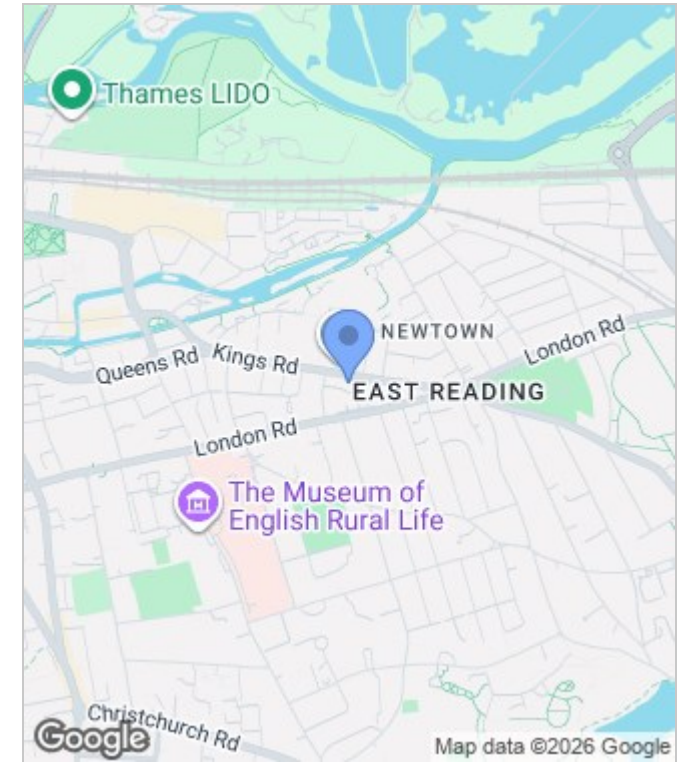 Thames LIDO
NEWTOWN
London Rd
Queens Rd
Kings Rd
EAST READING
London Rd
The Museum of
English Rural Life
Christchurch Rd
Google
Map data ©2026 Google